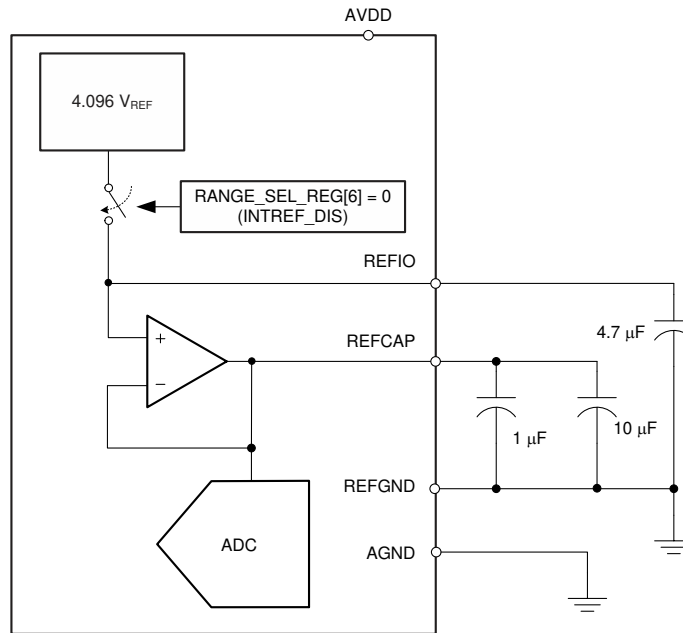 AVDD
4.096 VREF
RANGE_SEL_REG[6] = 0
(INTREF_DIS)
REFIO
4.7 μF
+
REFCAP
−
1 μF
10 μF
REFGND
ADC
AGND